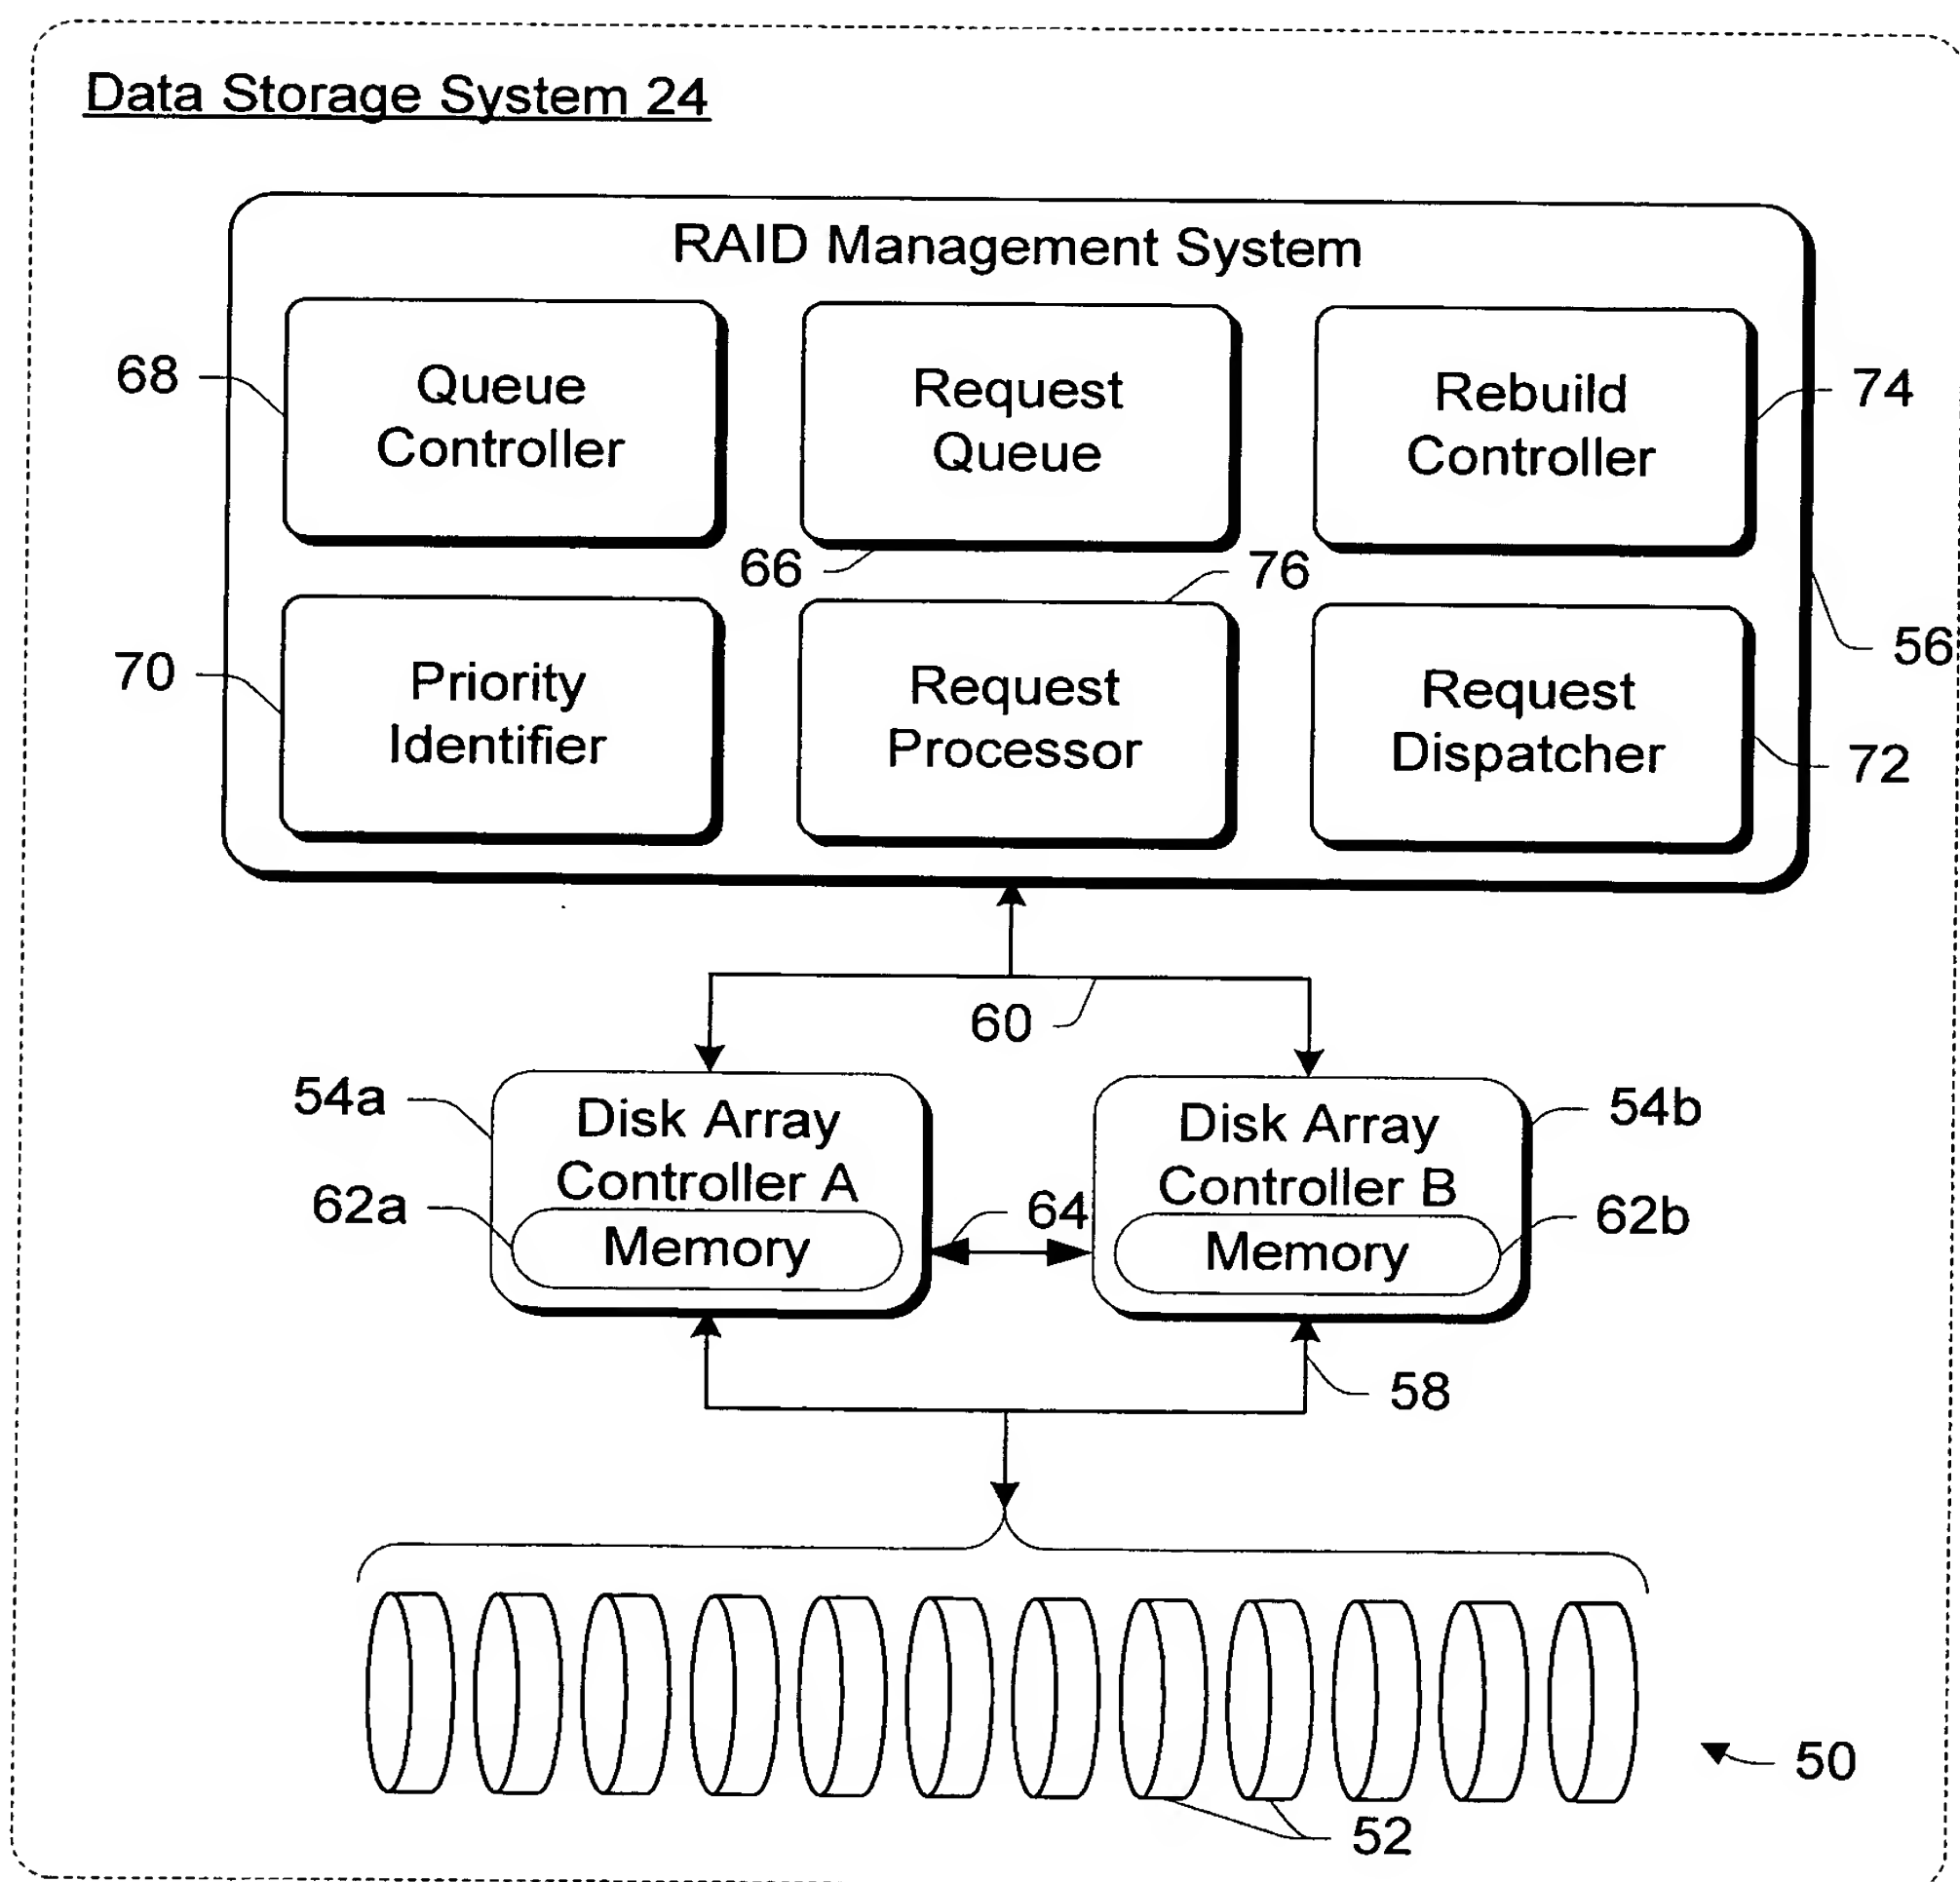 Data Storage System 24
RAID Management System
68
Queue
Controller
Request
Queue
Rebuild
Controller
74
66
76
70
Priority
Identifier
Request
Processor
Request
Dispatcher
56
72
60
54a
Disk Array
Controller A
Memory
62a
64
Disk Array
Controller B
Memory
54b
62b
58
50
52